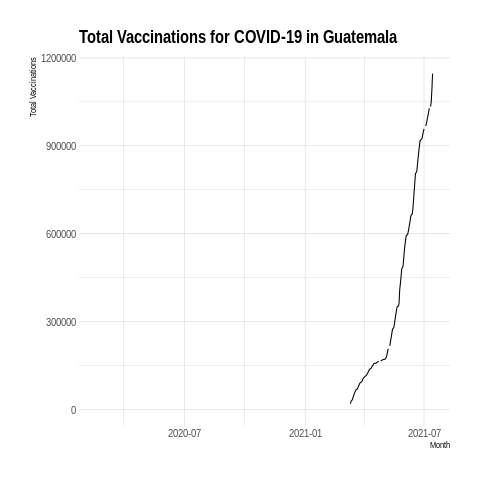 Total Vaccinations for COVID-19 in Guatemala
Total Vaccinations
1200000
900000
600000
300000
0
2020-07 2021-01 2021-07
Month